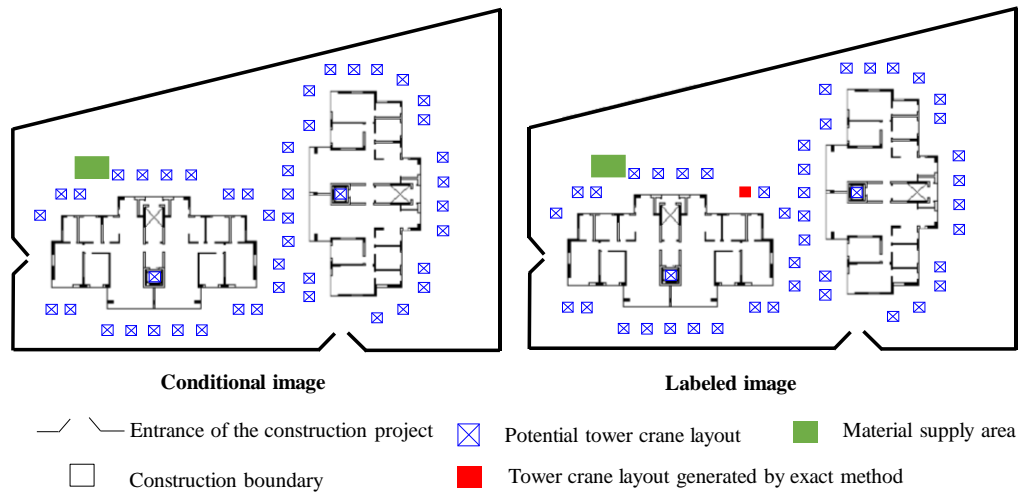 Conditional image
Labeled image
Entrance of the construction project
Potential tower crane layout
Material supply area
Construction boundary
Tower crane layout generated by exact method